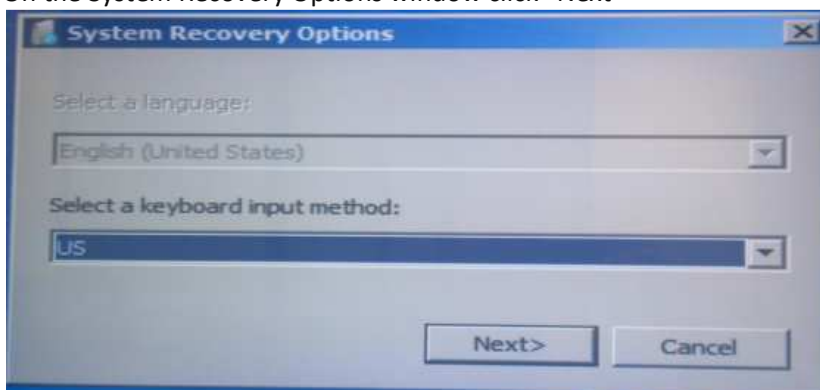 On the System Recovery Options window click "Next"
System Recovery Options
Select a language:
English (United States)
Select a keyboard input method:
US
Next>
Cancel